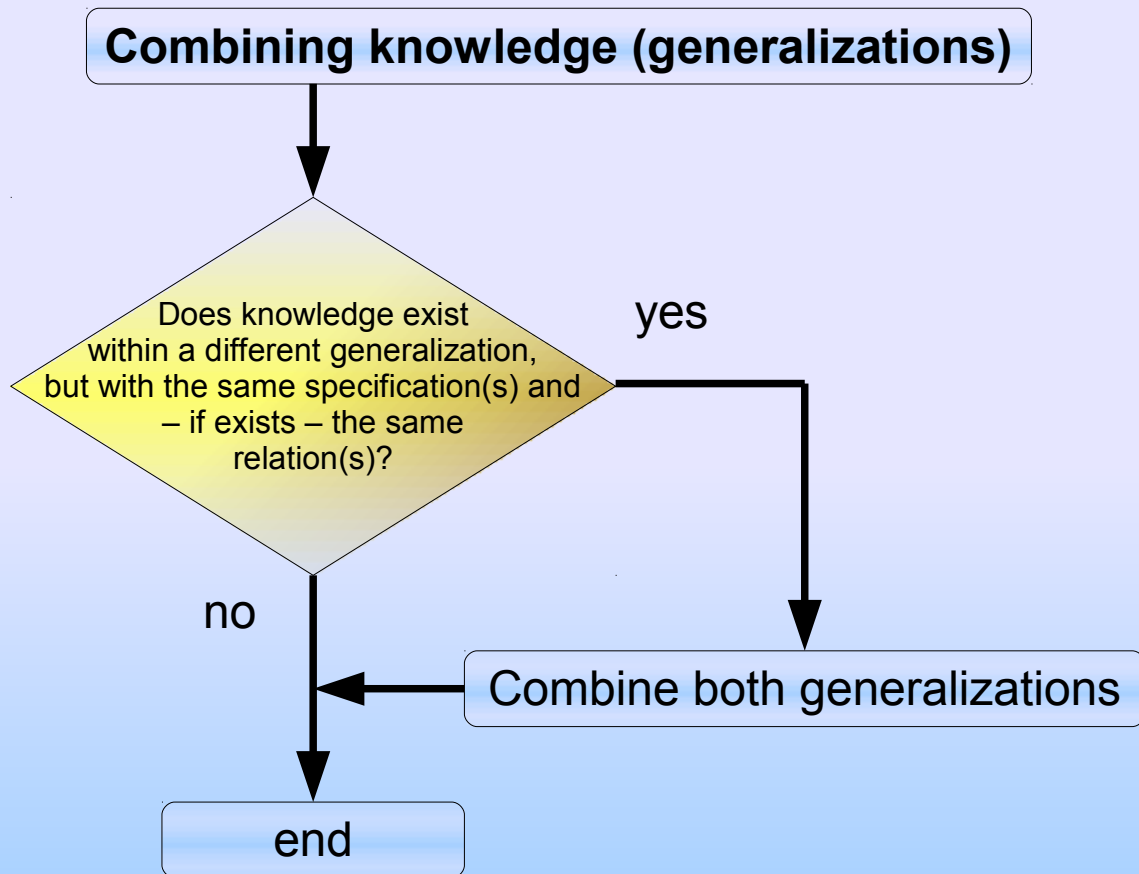 Combining knowledge (generalizations)
Does knowledge exist
within a different generalization,
but with the same specification(s) and
– if exists – the same
relation(s)?
yes
no
Combine both generalizations
end